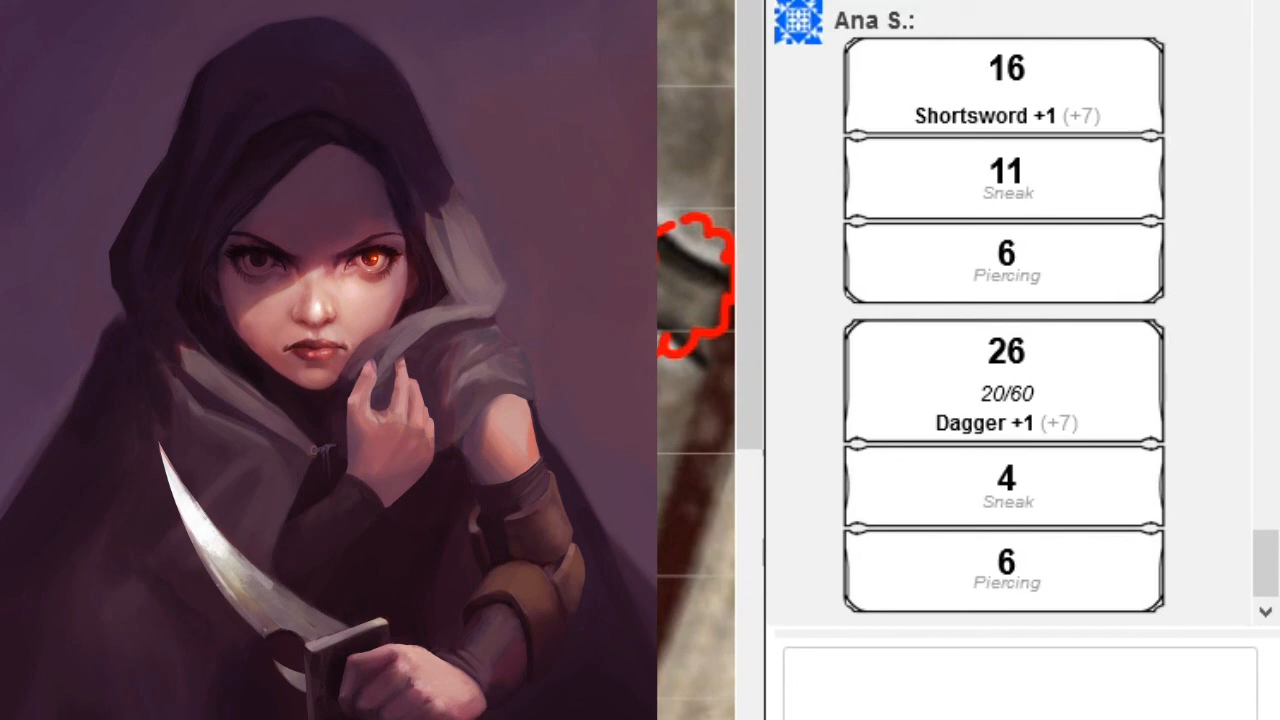 Ana S.:
16
Shortsword +1 (+7)
11
Sneak
6
Piercing
26
20/60
Dagger +1 (+7)
4
Sneak
6
Piercing